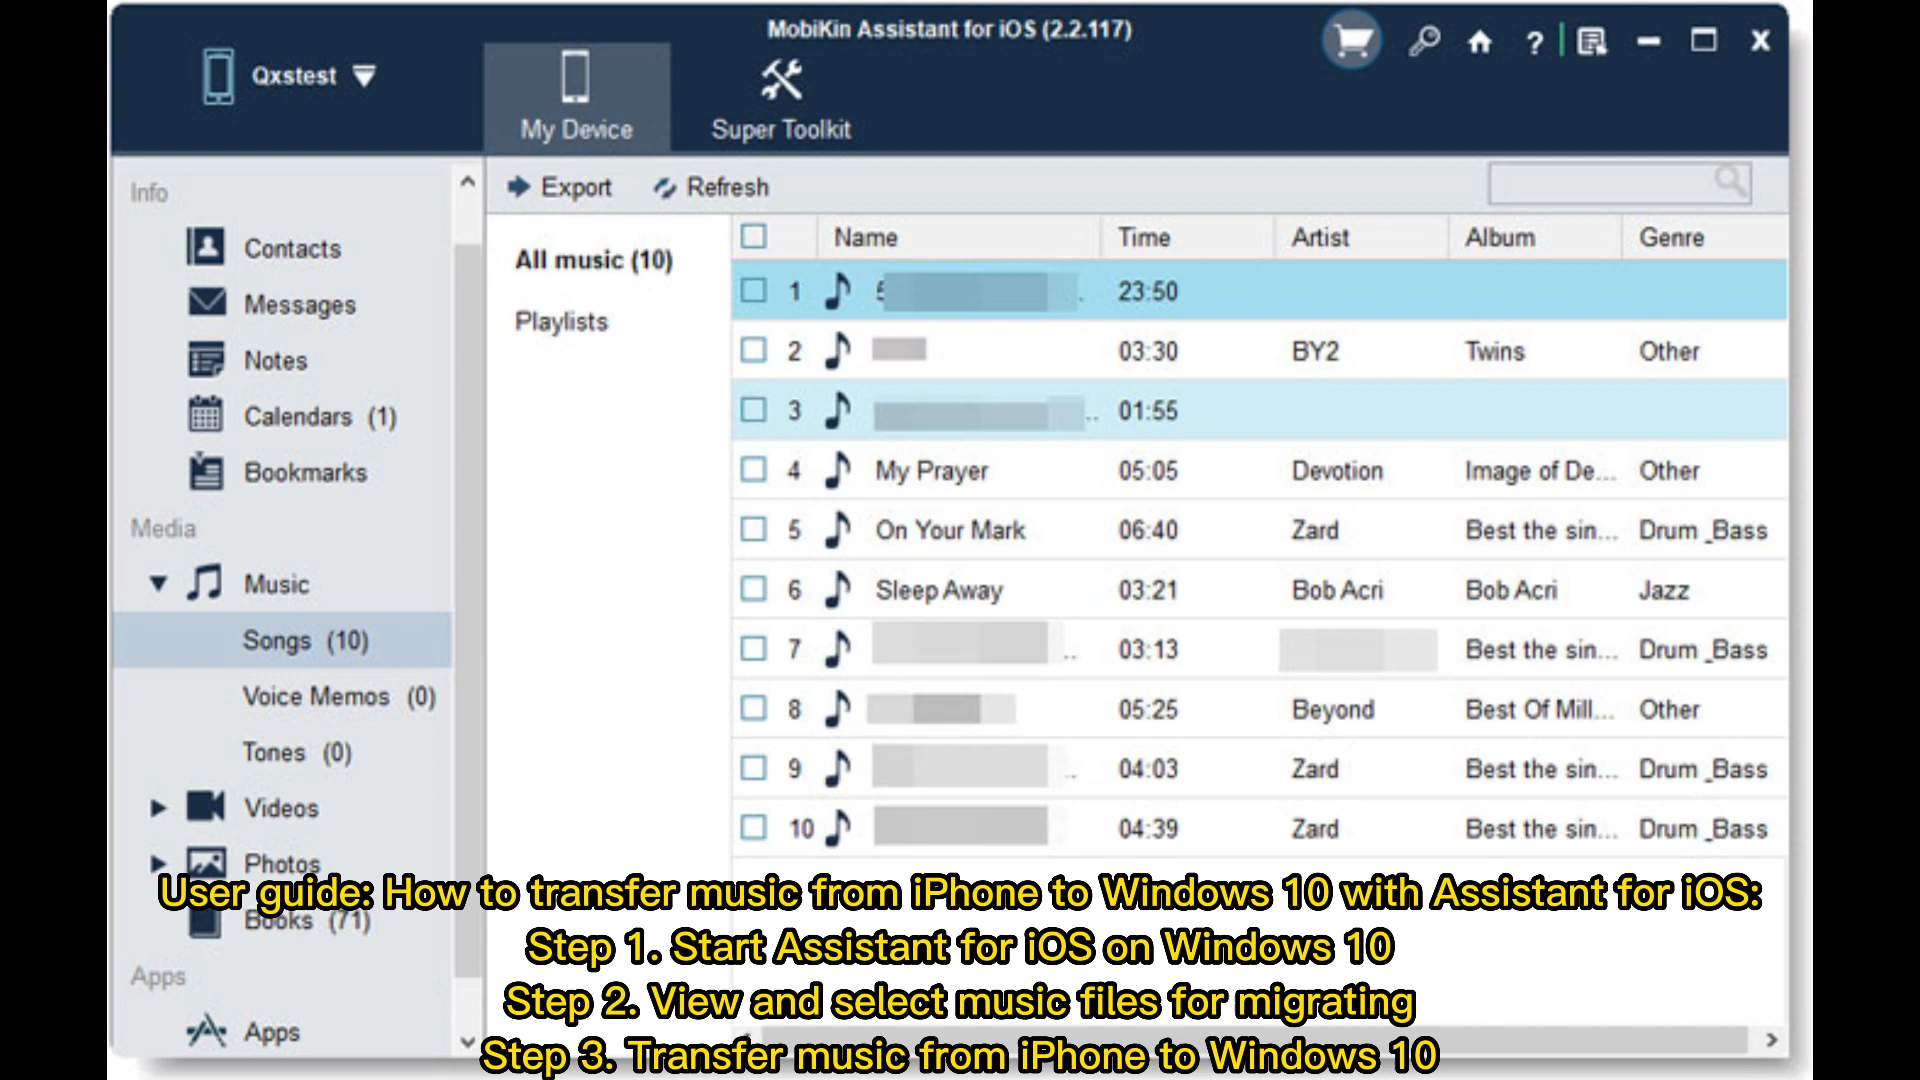 MobiKin Assistant for iOS (2.2.117)
Qxstest
My Device
Super Toolkit
Export
Refresh
Info
Contacts
Messages
Notes
Calendars (1)
Bookmarks
Media
Music
Songs (10)
Voice Memos (0)
Tones (0)
Videos
Photos
Books (71)
Apps
Apps
All music (10)
Playlists
Name Time Artist Album Genre
1 23:50
2 03:30 BY2 Twins Other
3 .. 01:55
4 My Prayer 05:05 Devotion Image of De... Other
5 On Your Mark 06:40 Zard Best the sin... Drum_Bass
6 Sleep Away 03:21 Bob Acri Bob Acri Jazz
7 .. 03:13 Best the sin... Drum_Bass
8 05:25 Beyond Best Of Mill... Other
9 .. 04:03 Zard Best the sin... Drum_Bass
10 04:39 Zard Best the sin... Drum_Bass
User guide: How to transfer music from iPhone to Windows 10 with Assistant for iOS:
Step 1. Start Assistant for iOS on Windows 10
Step 2. View and select music files for migrating
Step 3. Transfer music from iPhone to Windows 10